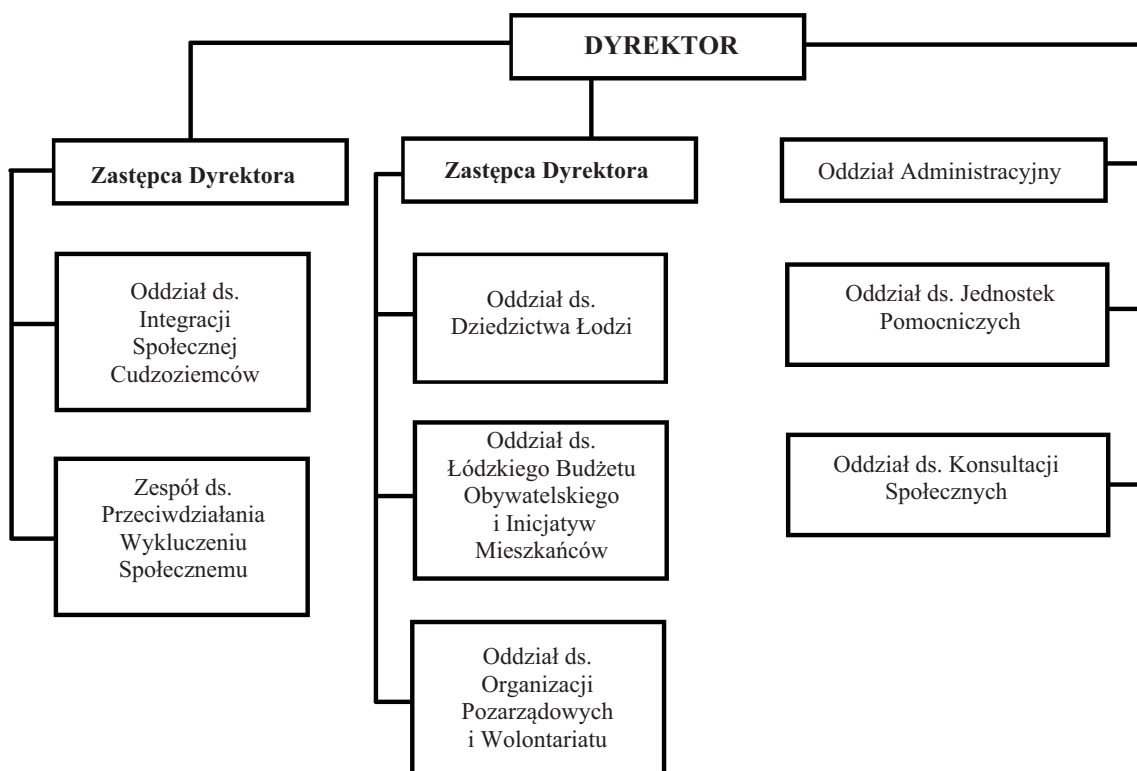 DYREKTOR
Zastępca Dyrektora
Oddział ds.
Integracji
Społecznej
Cudzoziemców
Zespół ds.
Przeciwdziałania
Wykluczeniu
Społecznemu
Zastępca Dyrektora
Oddział ds.
Dziedzictwa Łodzi
Oddział ds.
Łódzkiego Budżetu
Obywatelskiego
i Inicjatyw
Mieszkańców
Oddział ds.
Organizacji
Pozarządowych
i Wolontariatu
Oddział Administracyjny
Oddział ds. Jednostek
Pomocniczych
Oddział ds. Konsultacji
Społecznych